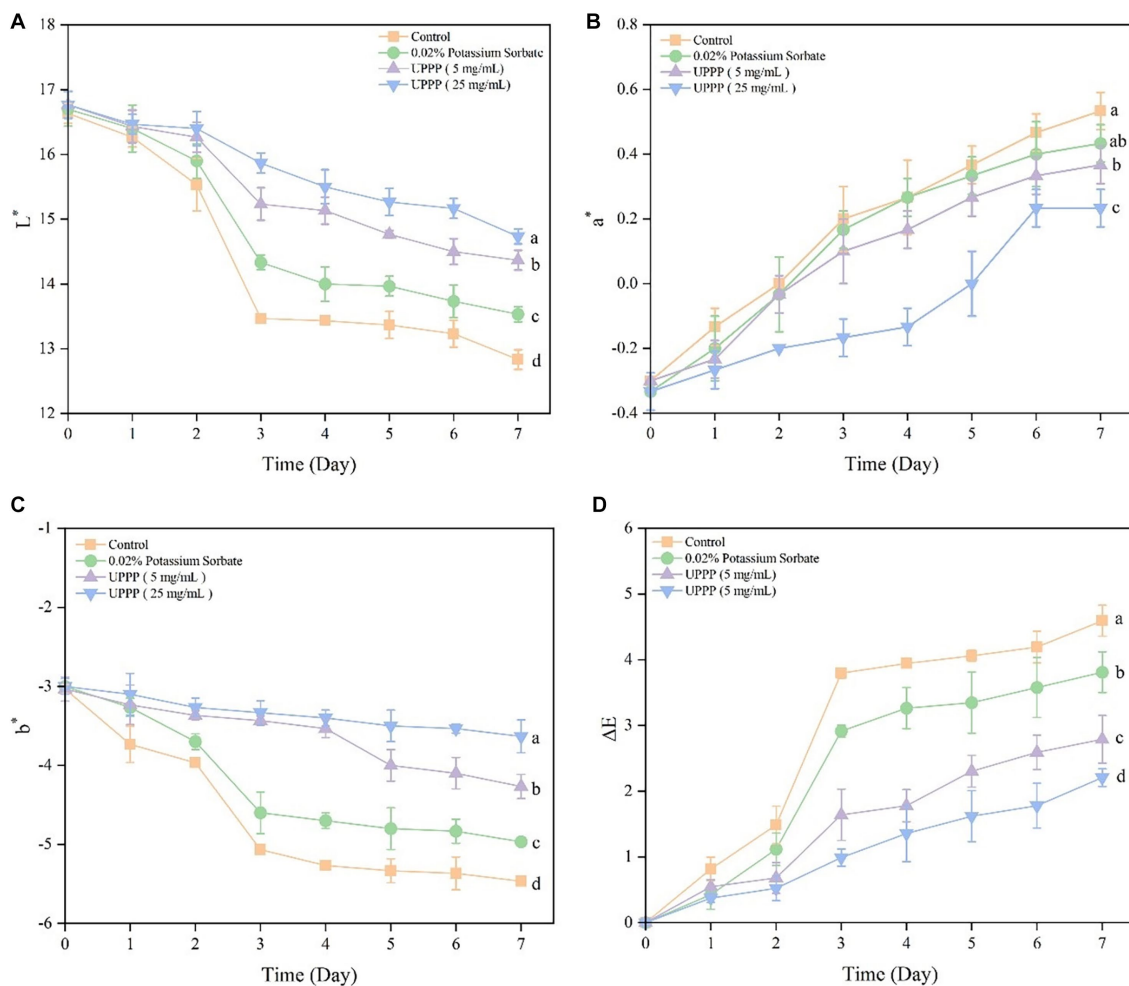 A
18
17
16
15
14
13
12
L*
0 1 2 3 4 5 6 7
Time (Day)
Control
0.02% Potassium Sorbate
UPPP ( 5 mg/mL )
UPPP ( 25 mg/mL)
a
b
c
d
B
0.8
0.6
0.4
0.2
0.0
-0.2
-0.4
a*
0 1 2 3 4 5 6 7
Time (Day)
Control
0.02% Potassium Sorbate
UPPP ( 5 mg/mL )
UPPP ( 25 mg/mL )
a
ab
b
c
C
-1
-2
-3
-4
-5
-6
b*
0 1 2 3 4 5 6 7
Time (Day)
Control
0.02% Potassium Sorbate
UPPP ( 5 mg/mL )
UPPP ( 25 mg/mL )
a
b
c
d
D
6
5
4
3
2
1
0
ΔE
0 1 2 3 4 5 6 7
Time (Day)
Control
0.02% Potassium Sorbate
UPPP (5 mg/mL)
UPPP (5 mg/mL)
a
b
c
d